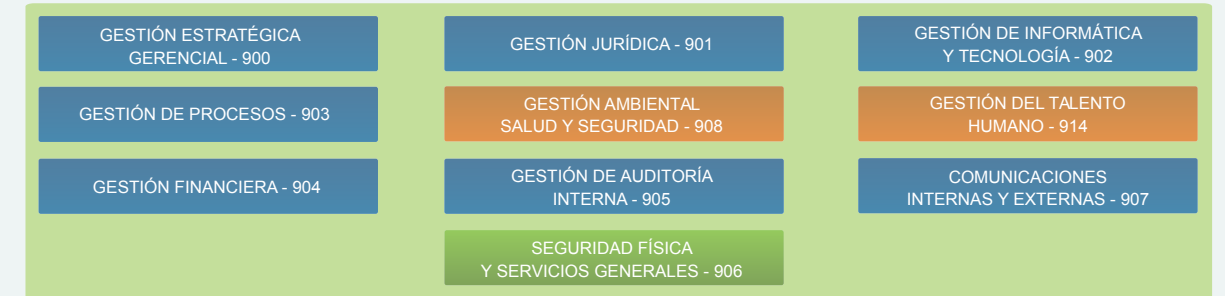 GESTIÓN ESTRATÉGICA
GERENCIAL - 900
GESTIÓN JURÍDICA - 901
GESTIÓN DE INFORMÁTICA
Y TECNOLOGÍA - 902
GESTIÓN DE PROCESOS - 903
GESTIÓN AMBIENTAL
SALUD Y SEGURIDAD - 908
GESTIÓN DEL TALENTO
HUMANO - 914
GESTIÓN FINANCIERA - 904
GESTIÓN DE AUDITORÍA
INTERNA - 905
COMUNICACIONES
INTERNAS Y EXTERNAS - 907
SEGURIDAD FÍSICA
Y SERVICIOS GENERALES - 906